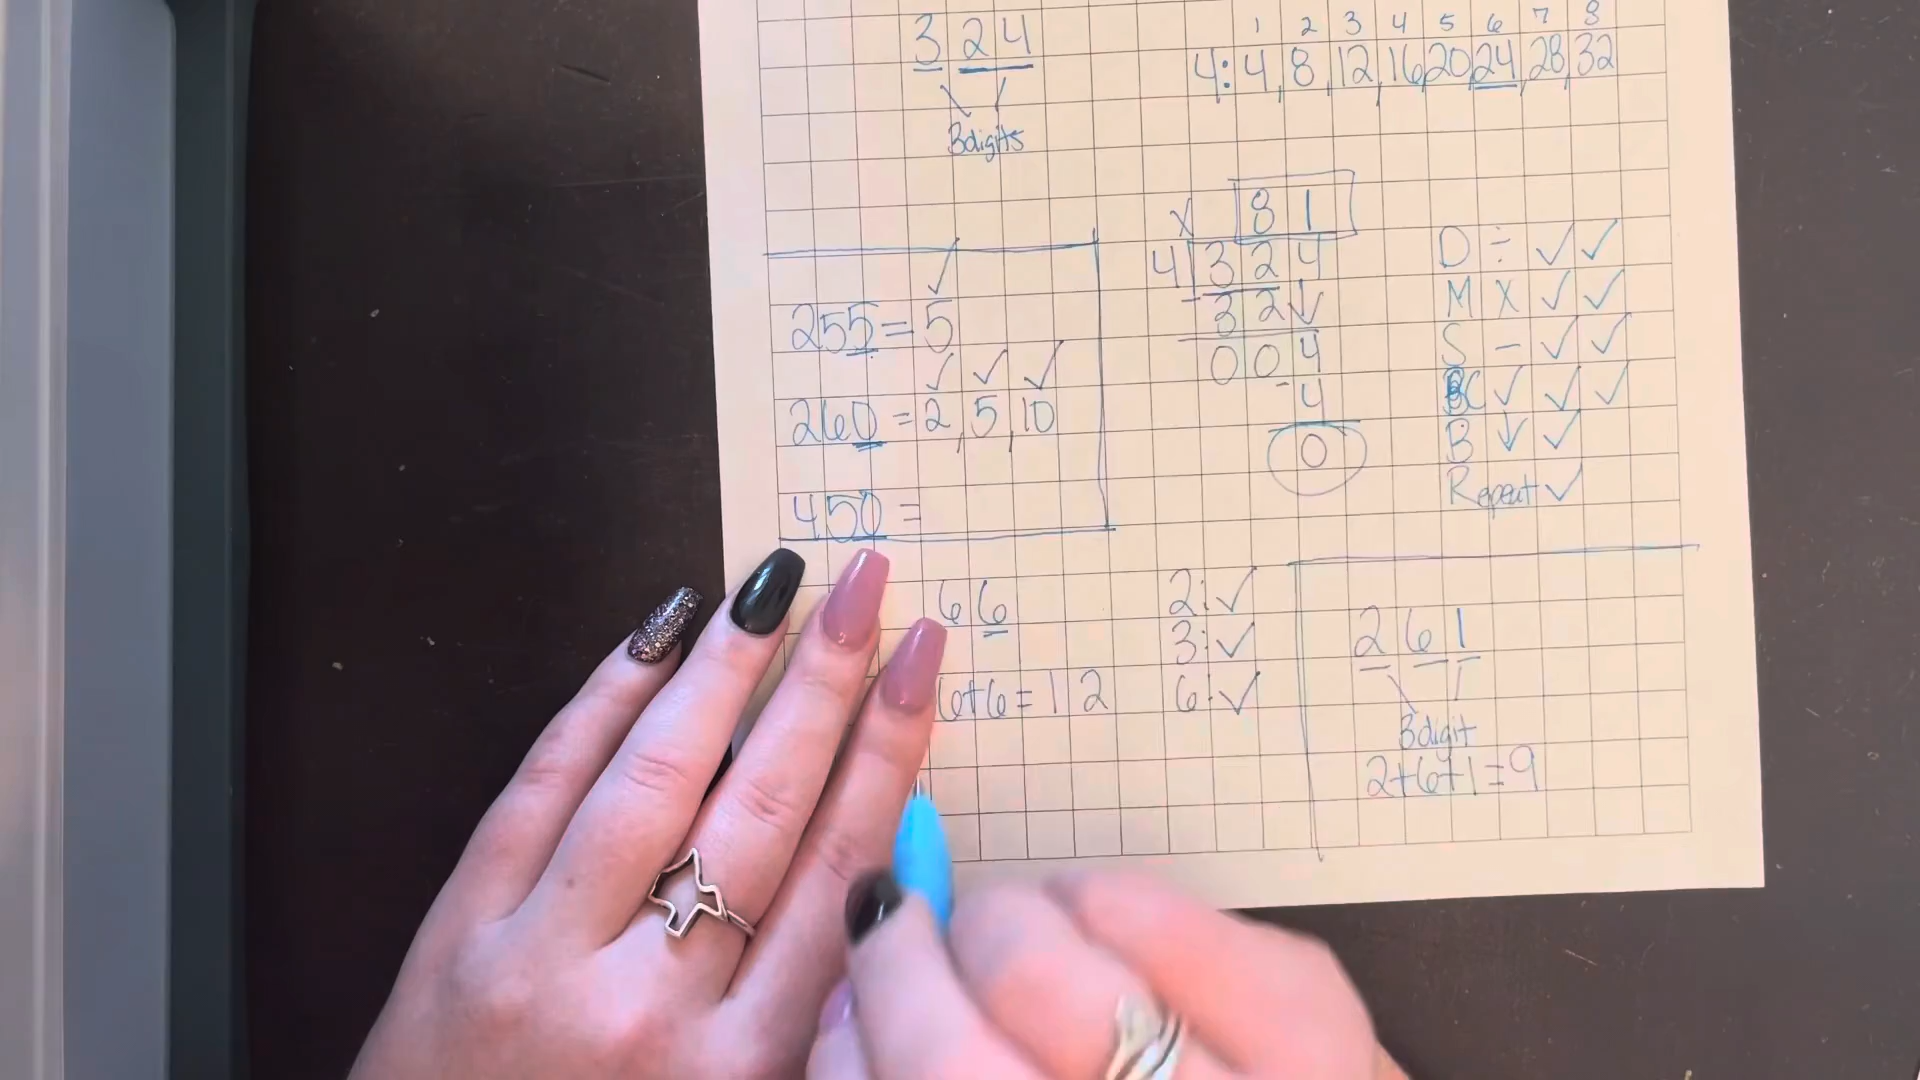 3 2 4
3digits
1 2 3 4 5 6 7 8
4: 4, 8, 12, 16, 20, 24, 28, 32
255 = 5
260 = 2, 5, 10
450 =
x 8 1
4 3 2 4
- 3 2 ↓
0 0 4
- 4
0
D ÷ ✓ ✓
M X ✓ ✓
S - ✓ ✓
C ✓ ✓ ✓
B ↓ ✓
Repeat ✓
6 6
6+6 = 1 2
2: ✓
3: ✓
6: ✓
2 6 1
3digit
2+6+1=9